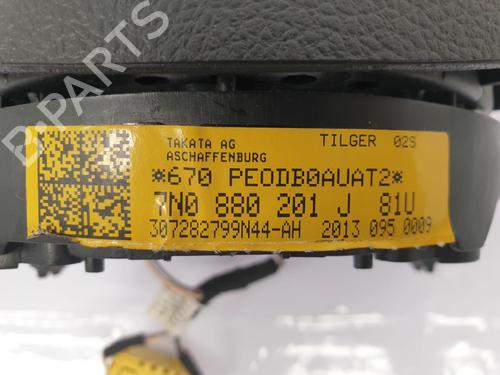 B-PARTS
TAKATA AG TILGER 02S
ASCHAFFENBURG
*670 PEODB0AUAT2*
7N0 880 201 J 81U
307282799N44-AH 2013 095 0009